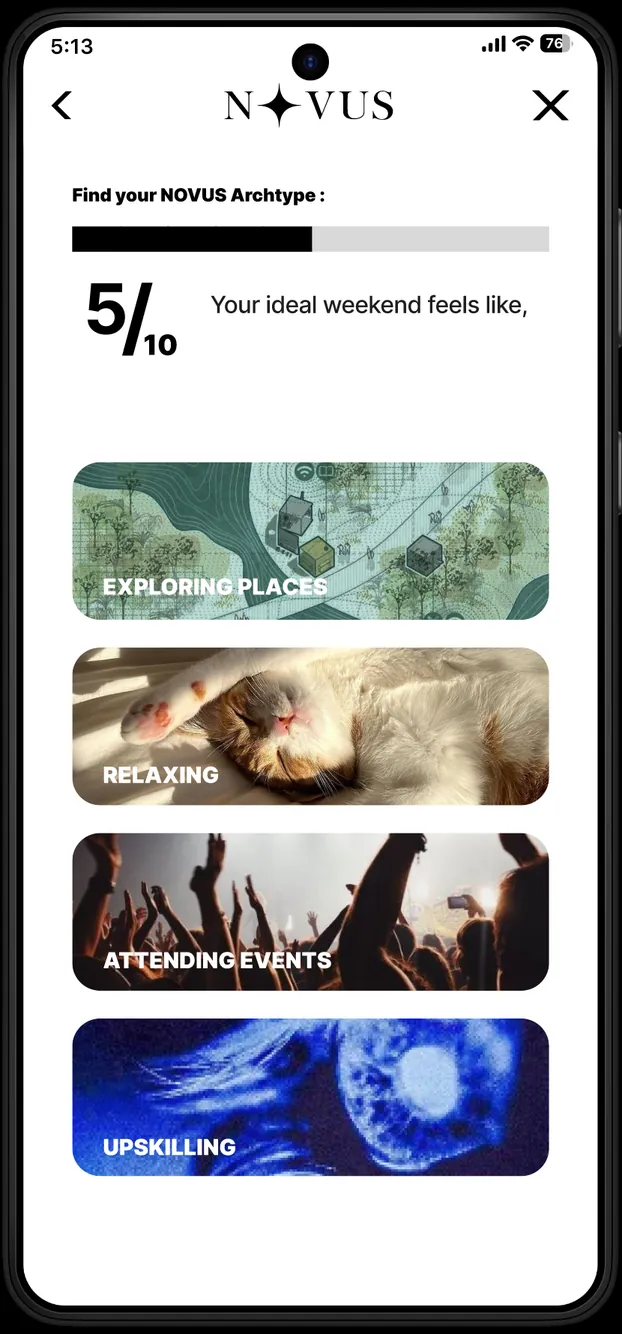 5:13
76
N✦VUS
Find your NOVUS Archtype :
5/10
Your ideal weekend feels like,
EXPLORING PLACES
RELAXING
ATTENDING EVENTS
UPSKILLING